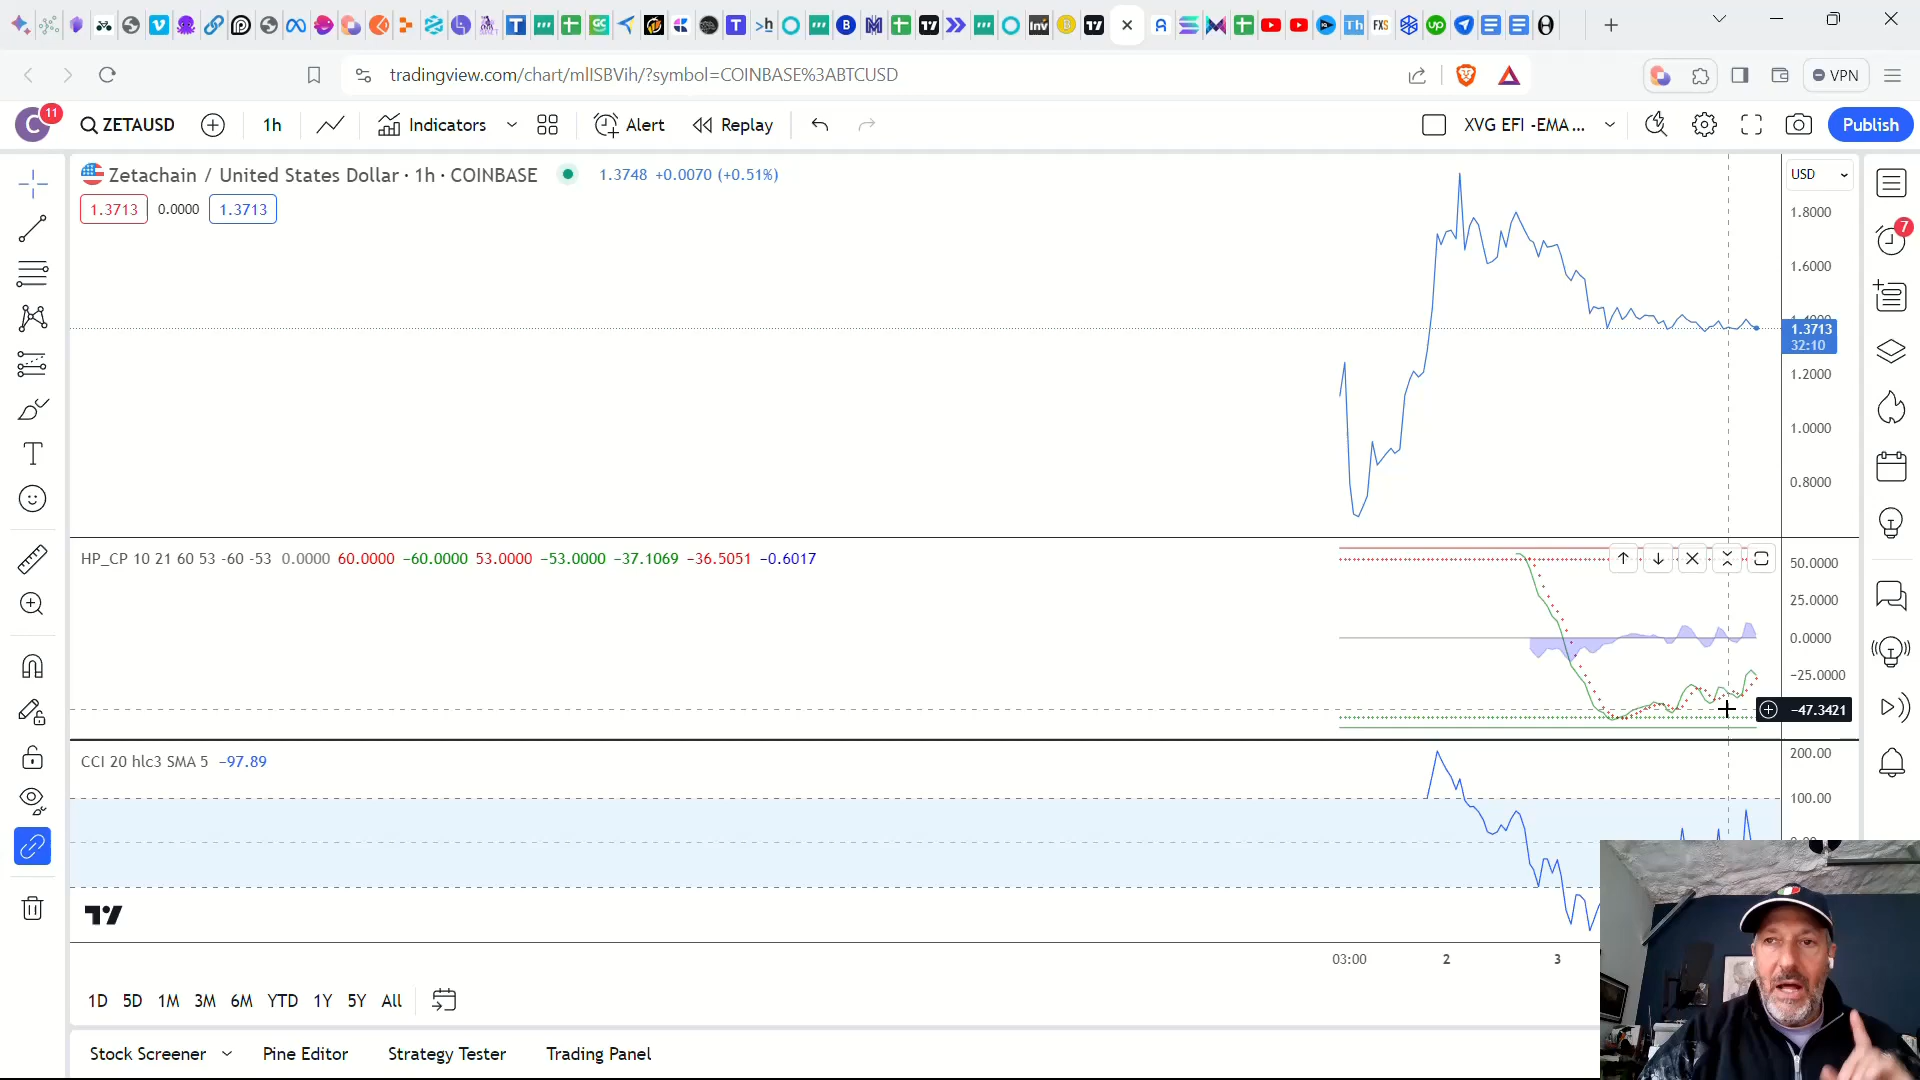 tradingview.com/chart/mlISBVih/?symbol=COINBASE%3ABTCUSD
VPN
C 11 ZETAUSD 1h Indicators Alert Replay XVG EFI -EMA ... Publish
Zetachain / United States Dollar · 1h · COINBASE 1.3748 +0.0070 (+0.51%)
USD
1.3713 0.0000 1.3713
1.8000
7
1.6000
1.3713
32:10
1.2000
1.0000
0.8000
HP_CP 10 21 60 53 -60 -53 0.0000 60.0000 −60.0000 53.0000 −53.0000 −37.1069 −36.5051 −0.6017
50.0000
25.0000
0.0000
−25.0000
−47.3421
CCI 20 hlc3 SMA 5 −97.89
200.00
100.00
03:00 2 3
1D 5D 1M 3M 6M YTD 1Y 5Y All
Stock Screener Pine Editor Strategy Tester Trading Panel